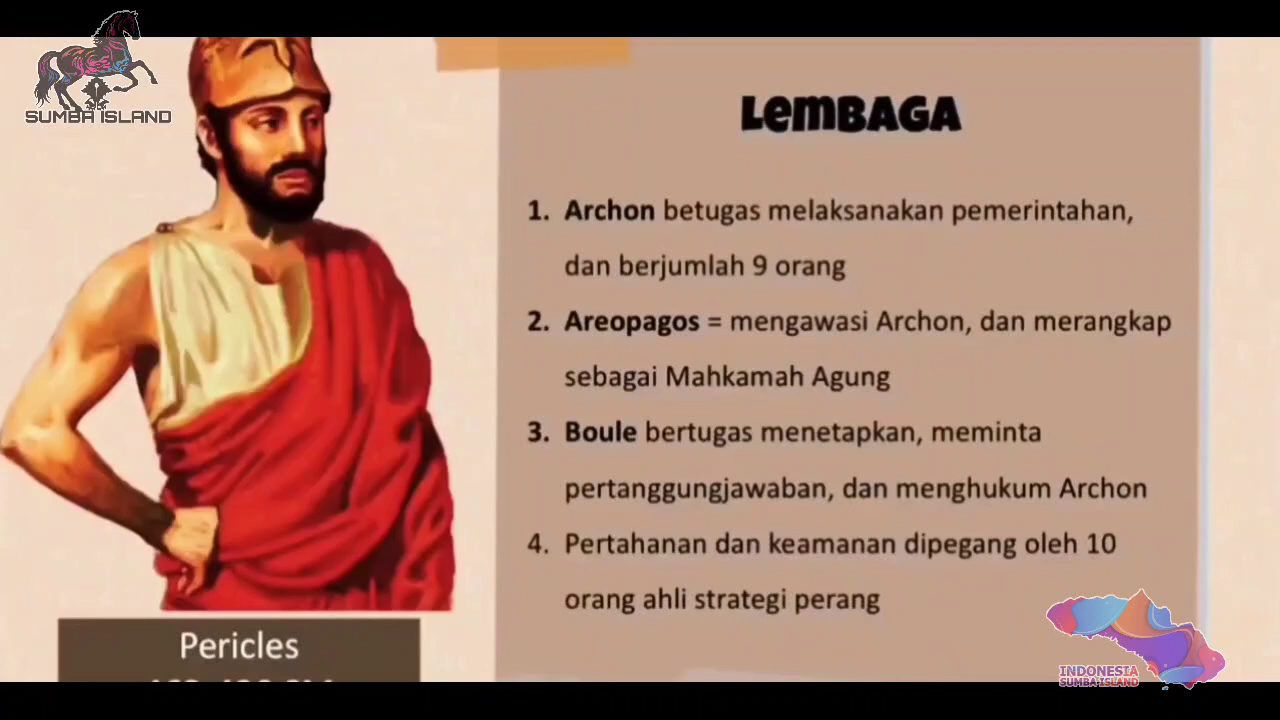 SUMBA ISLAND
LEMBAGA
1. Archon betugas melaksanakan pemerintahan,
dan berjumlah 9 orang
2. Areopagos = mengawasi Archon, dan merangkap
sebagai Mahkamah Agung
3. Boule bertugas menetapkan, meminta
pertanggungjawaban, dan menghukum Archon
4. Pertahanan dan keamanan dipegang oleh 10
orang ahli strategi perang
Pericles
INDONESIA
SUMBA ISLAND